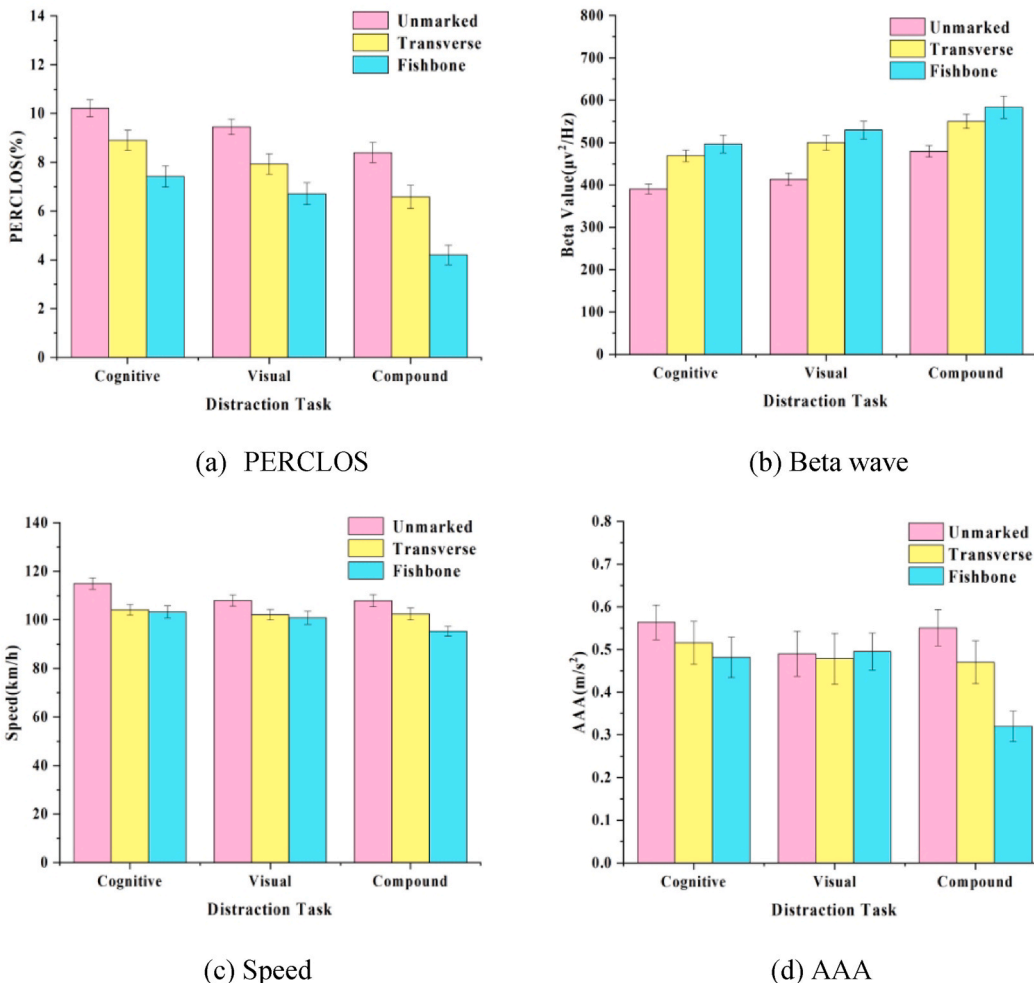 14
12
10
8
6
4
2
0
PERCLOS(%)
Unmarked
Transverse
Fishbone
Cognitive Visual Compound
Distraction Task
(a) PERCLOS
800
700
600
500
400
300
200
100
0
Beta Value(μv²/Hz)
Unmarked
Transverse
Fishbone
Cognitive Visual Compound
Distraction Task
(b) Beta wave
140
120
100
80
60
40
20
0
Speed(km/h)
Unmarked
Transverse
Fishbone
Cognitive Visual Compound
Distraction Task
(c) Speed
0.8
0.7
0.6
0.5
0.4
0.3
0.2
0.1
0.0
AAA(m/s²)
Unmarked
Transverse
Fishbone
Cognitive Visual Compound
Distraction Task
(d) AAA